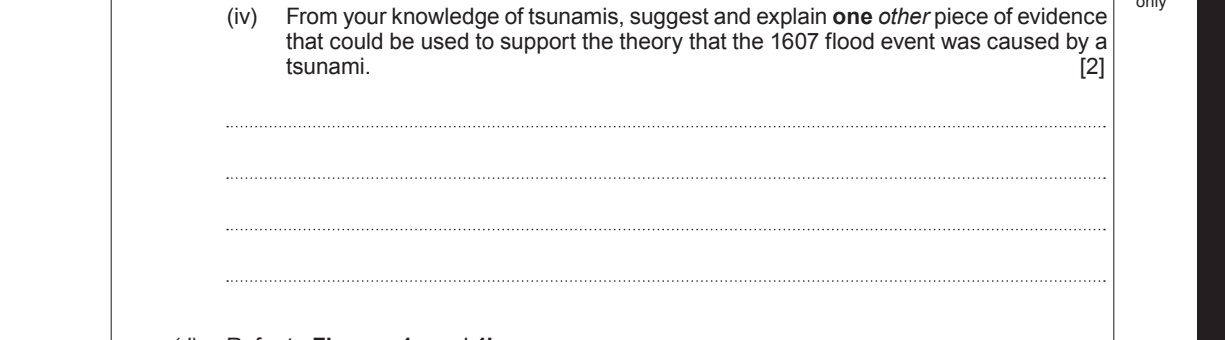 only
(iv) From your knowledge of tsunamis, suggest and explain one other piece of evidence
that could be used to support the theory that the 1607 flood event was caused by a
tsunami. [2]